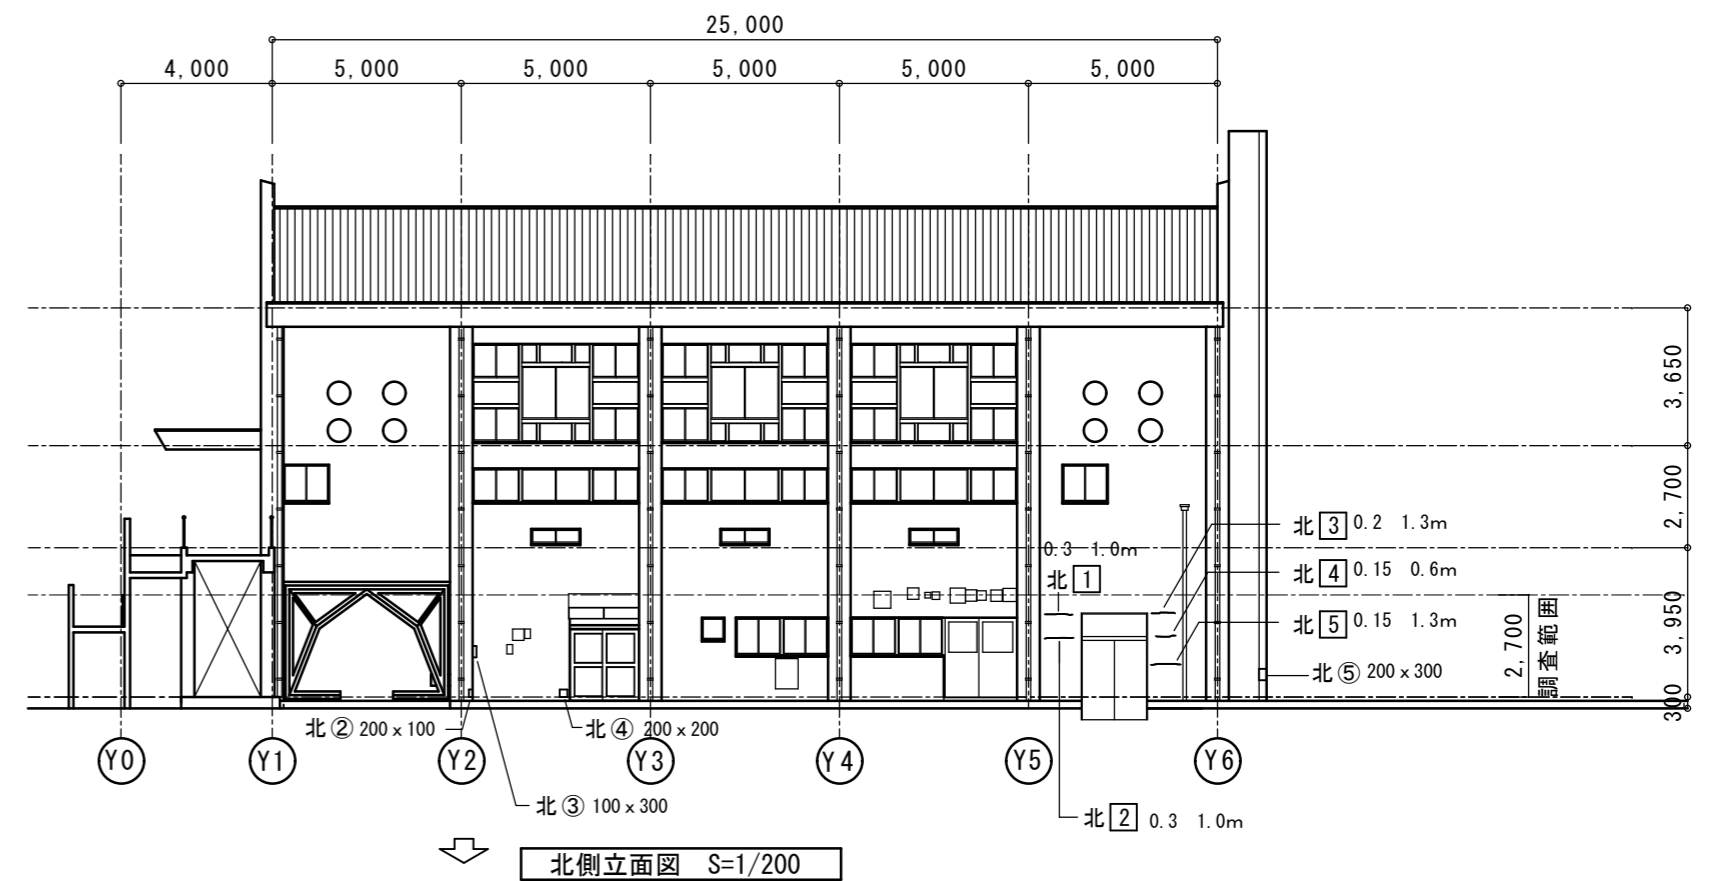 25,000
4,000 5,000 5,000 5,000 5,000 5,000
3,650
2,700
3,950
300
2,700
調査範囲
北 3 0.2 1.3m
0.3 1.0m
北 1
北 4 0.15 0.6m
北 5 0.15 1.3m
北 ⑤ 200 x 300
北 ② 200 x 100
北 ④ 200 x 200
Y0 Y1 Y2 Y3 Y4 Y5 Y6
北 ③ 100 x 300
北 2 0.3 1.0m
北側立面図 S=1/200